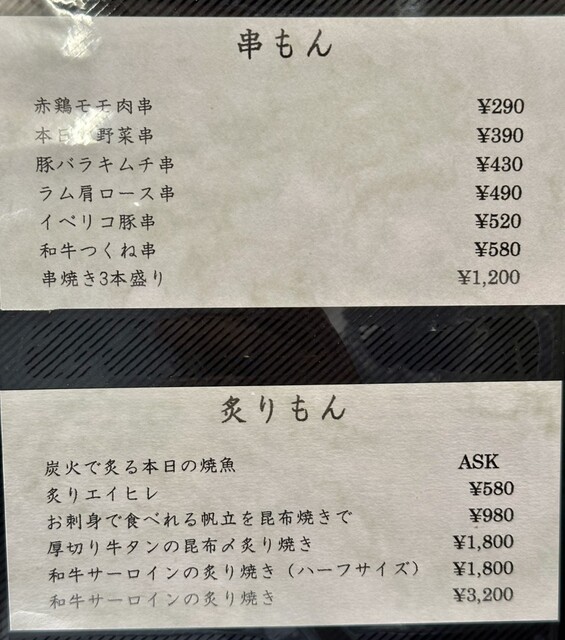 串もん
赤鶏モモ肉串 ¥290
本日の野菜串 ¥390
豚バラキムチ串 ¥430
ラム肩ロース串 ¥490
イベリコ豚串 ¥520
和牛つくね串 ¥580
串焼き3本盛り ¥1,200
炙りもん
炭火で炙る本日の焼魚 ASK
炙りエイヒレ ¥580
お刺身で食べれる帆立を昆布焼きで ¥980
厚切り牛タンの昆布〆炙り焼き ¥1,800
和牛サーロインの炙り焼き（ハーフサイズ） ¥1,800
和牛サーロインの炙り焼き ¥3,200